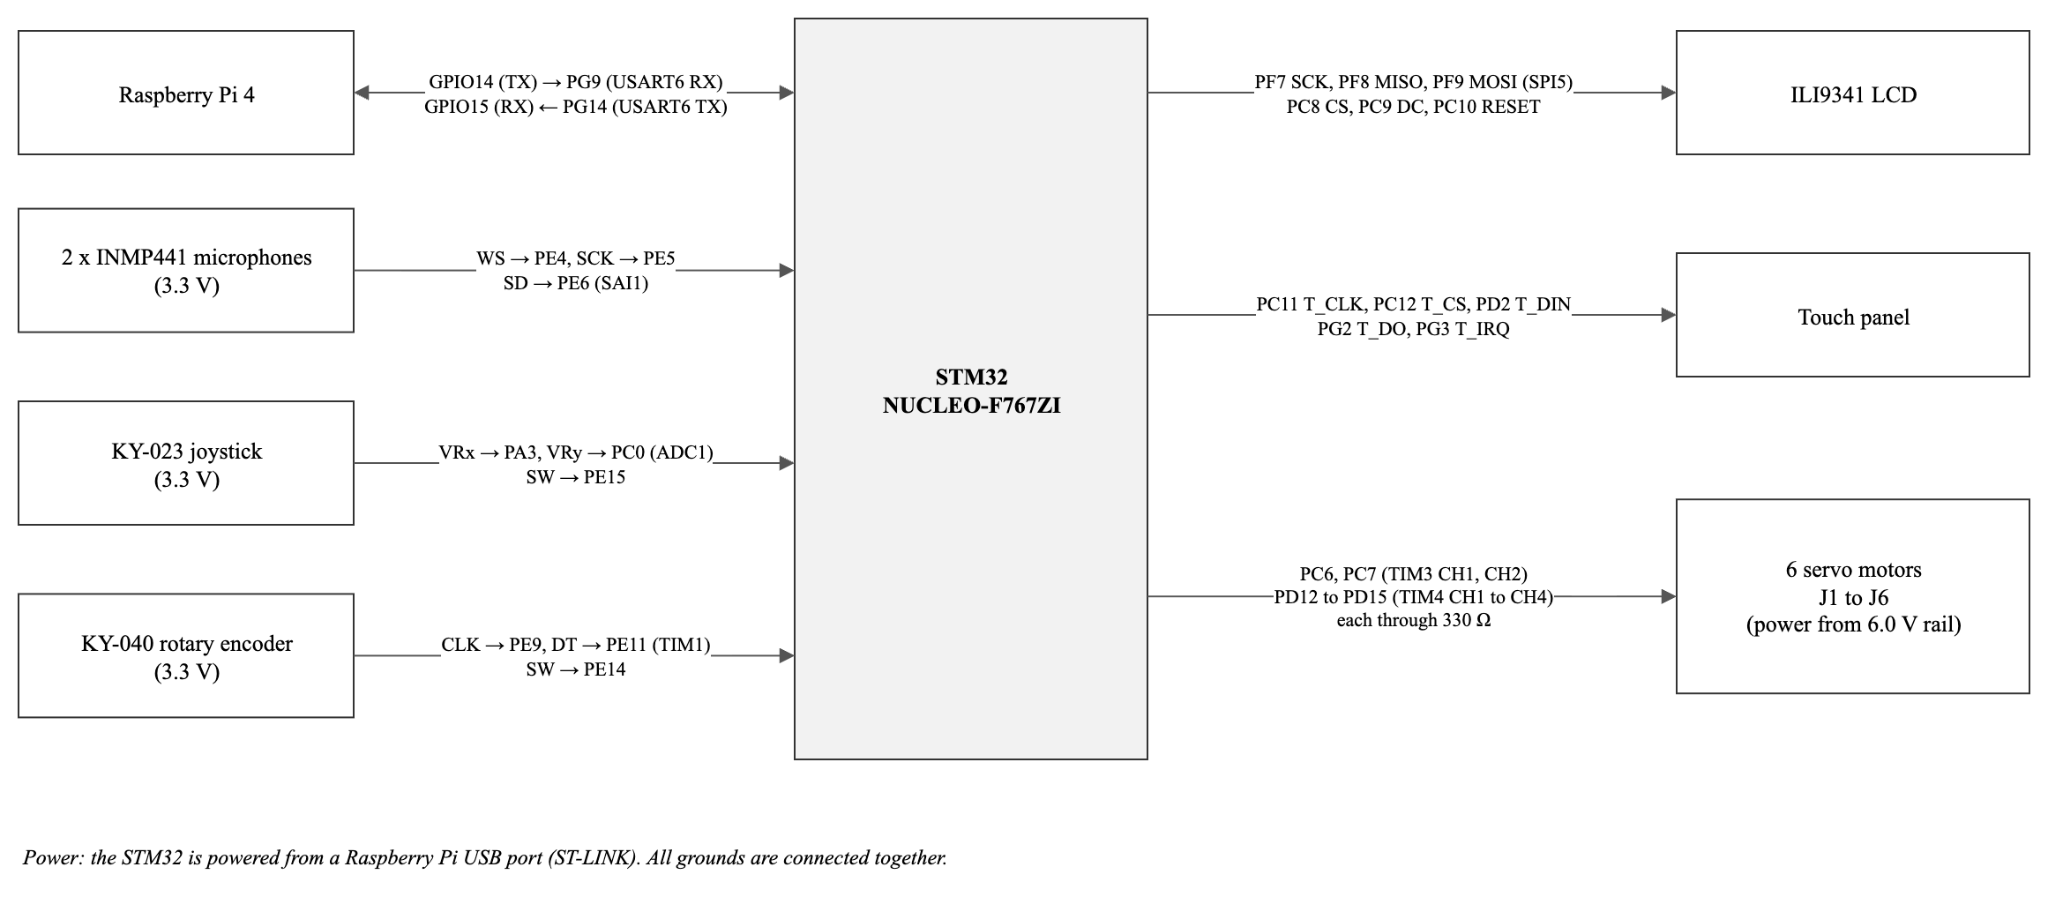 Raspberry Pi 4
GPIO14 (TX) → PG9 (USART6 RX)
GPIO15 (RX) ← PG14 (USART6 TX)
2 x INMP441 microphones
(3.3 V)
WS → PE4, SCK → PE5
SD → PE6 (SAI1)
KY-023 joystick
(3.3 V)
VRx → PA3, VRy → PC0 (ADC1)
SW → PE15
KY-040 rotary encoder
(3.3 V)
CLK → PE9, DT → PE11 (TIM1)
SW → PE14
STM32
NUCLEO-F767ZI
PF7 SCK, PF8 MISO, PF9 MOSI (SPI5)
PC8 CS, PC9 DC, PC10 RESET
ILI9341 LCD
PC11 T_CLK, PC12 T_CS, PD2 T_DIN
PG2 T_DO, PG3 T_IRQ
Touch panel
PC6, PC7 (TIM3 CH1, CH2)
PD12 to PD15 (TIM4 CH1 to CH4)
each through 330 Ω
6 servo motors
J1 to J6
(power from 6.0 V rail)
Power: the STM32 is powered from a Raspberry Pi USB port (ST-LINK). All grounds are connected together.